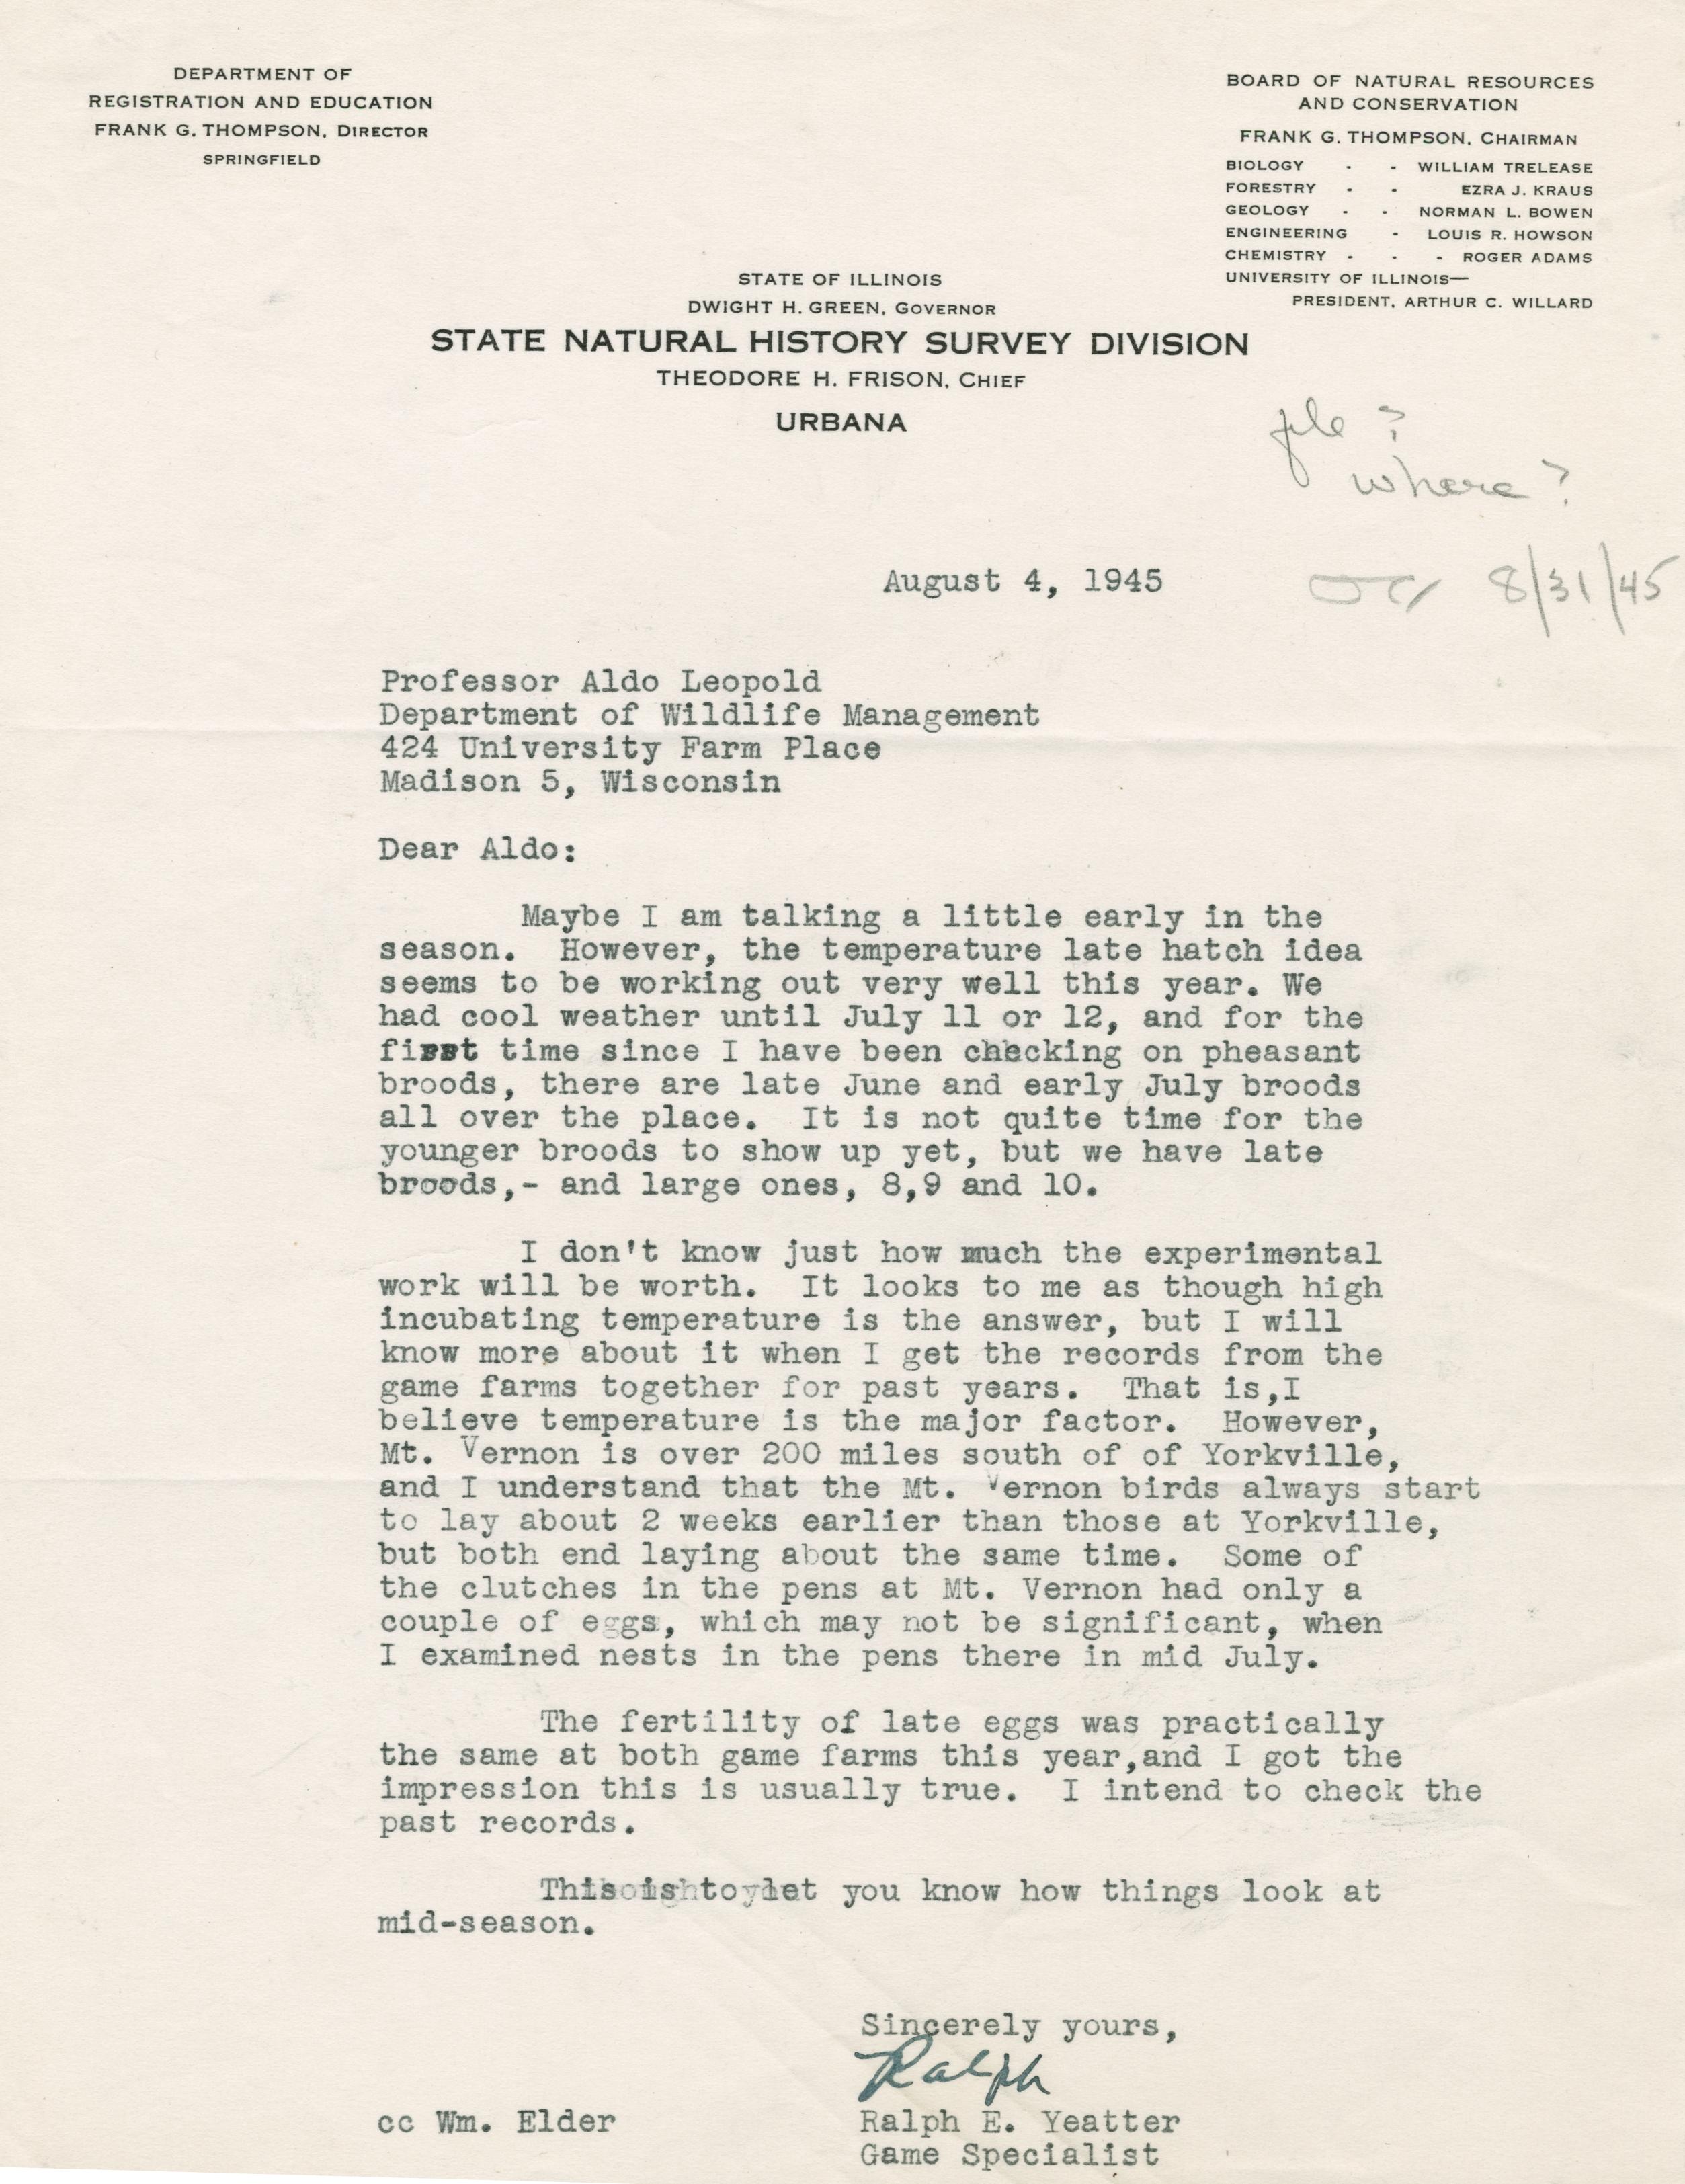 DEPARTMENT OF
REGISTRATION AND EDUCATION
FRANK G. THOMPSON, DIRECTOR
SPRINGFIELD
BOARD OF NATURAL RESOURCES
AND CONSERVATION
FRANK G. THOMPSON, CHAIRMAN
BIOLOGY - - WILLIAM TRELEASE
FORESTRY - - EZRA J. KRAUS
GEOLOGY - - NORMAN L. BOWEN
ENGINEERING - LOUIS R. HOWSON
CHEMISTRY - - - ROGER ADAMS
UNIVERSITY OF ILLINOIS—
PRESIDENT, ARTHUR C. WILLARD
STATE OF ILLINOIS
DWIGHT H. GREEN, GOVERNOR
STATE NATURAL HISTORY SURVEY DIVISION
THEODORE H. FRISON, CHIEF
URBANA
file ?
where ?
August 4, 1945
8/31/45
Professor Aldo Leopold
Department of Wildlife Management
424 University Farm Place
Madison 5, Wisconsin
Dear Aldo:
Maybe I am talking a little early in the
season. However, the temperature late hatch idea
seems to be working out very well this year. We
had cool weather until July 11 or 12, and for the
first time since I have been checking on pheasant
broods, there are late June and early July broods
all over the place. It is not quite time for the
younger broods to show up yet, but we have late
broods,- and large ones, 8,9 and 10.
I don't know just how much the experimental
work will be worth. It looks to me as though high
incubating temperature is the answer, but I will
know more about it when I get the records from the
game farms together for past years. That is,I
believe temperature is the major factor. However,
Mt. Vernon is over 200 miles south of of Yorkville,
and I understand that the Mt. Vernon birds always start
to lay about 2 weeks earlier than those at Yorkville,
but both end laying about the same time. Some of
the clutches in the pens at Mt. Vernon had only a
couple of eggs, which may not be significant, when
I examined nests in the pens there in mid July.
The fertility of late eggs was practically
the same at both game farms this year,and I got the
impression this is usually true. I intend to check the
past records.
This is to let you know how things look at
mid-season.
Sincerely yours,
Ralph
cc Wm. Elder
Ralph E. Yeatter
Game Specialist